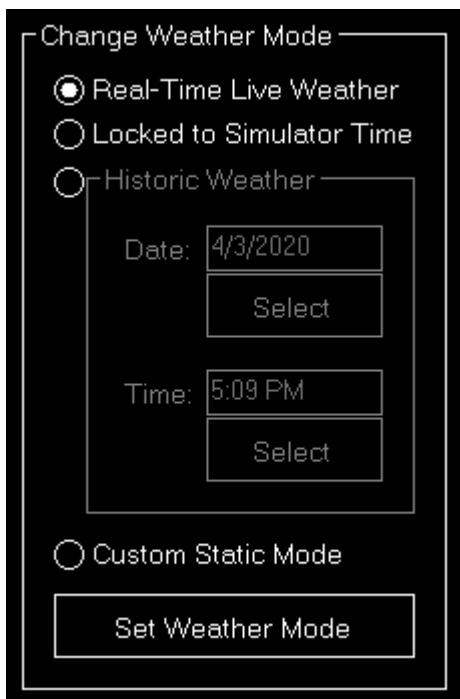 Change Weather Mode
Real-Time Live Weather
Locked to Simulator Time
Historic Weather
Date: 4/3/2020
Select
Time: 5:09 PM
Select
Custom Static Mode
Set Weather Mode